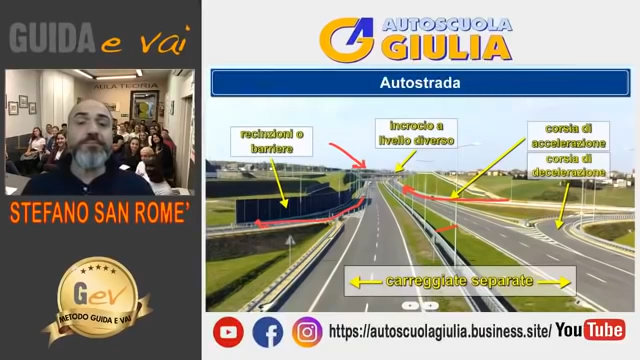 GUIDA e vai
AUTOSCUOLA
GIULIA
Autostrada
AULA TEORIA
recinzioni o
barriere
incrocio a
livello diverso
corsia di
accelerazione
corsia di
decelerazione
STEFANO SAN ROME'
carreggiate separate
Gev
METODO GUIDA E VAI
https://autoscuolagiulia.business.site/
YouTube